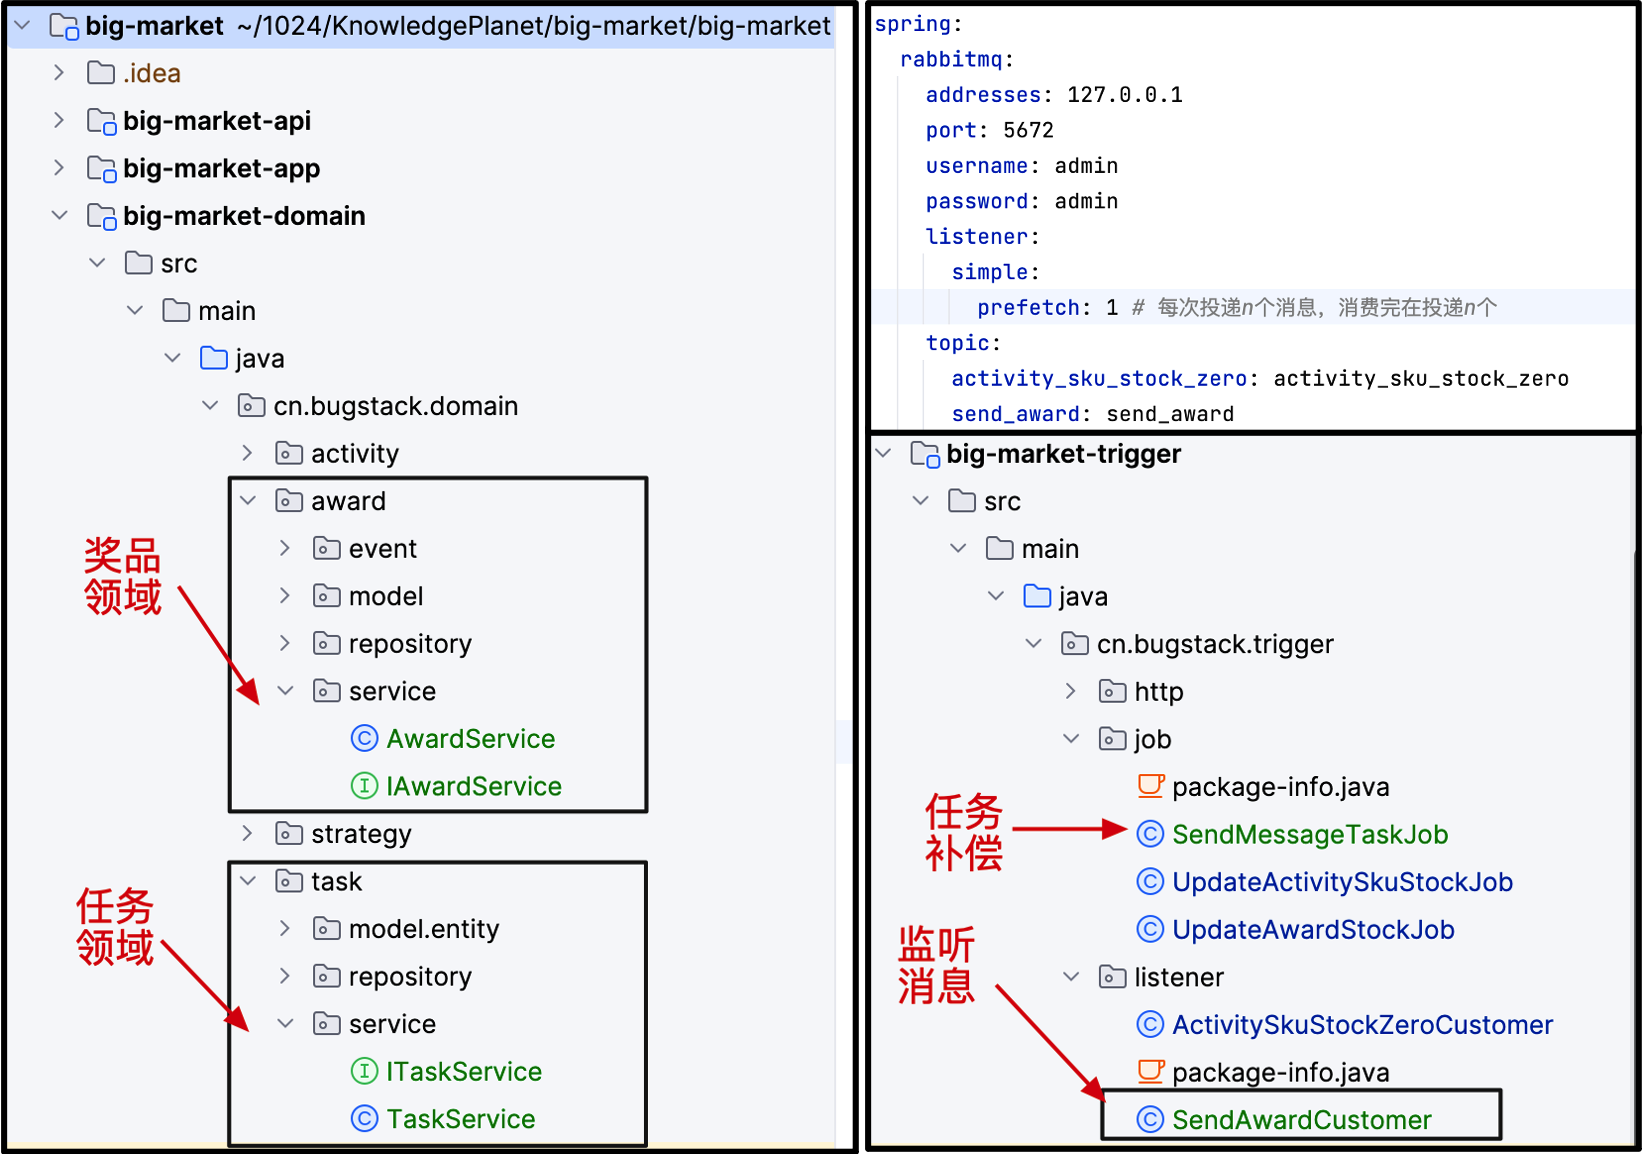 big-market ~/1024/KnowledgePlanet/big-market/big-market
.idea
big-market-api
big-market-app
big-market-domain
src
main
java
cn.bugstack.domain
activity
award
event
model
repository
service
AwardService
IAwardService
strategy
task
model.entity
repository
service
ITaskService
TaskService
奖品
领域
任务
领域
spring:
rabbitmq:
addresses: 127.0.0.1
port: 5672
username: admin
password: admin
listener:
simple:
prefetch: 1 # 每次投递n个消息，消费完在投递n个
topic:
activity_sku_stock_zero: activity_sku_stock_zero
send_award: send_award
big-market-trigger
src
main
java
cn.bugstack.trigger
http
job
package-info.java
SendMessageTaskJob
UpdateActivitySkuStockJob
UpdateAwardStockJob
listener
ActivitySkuStockZeroCustomer
package-info.java
SendAwardCustomer
任务
补偿
监听
消息